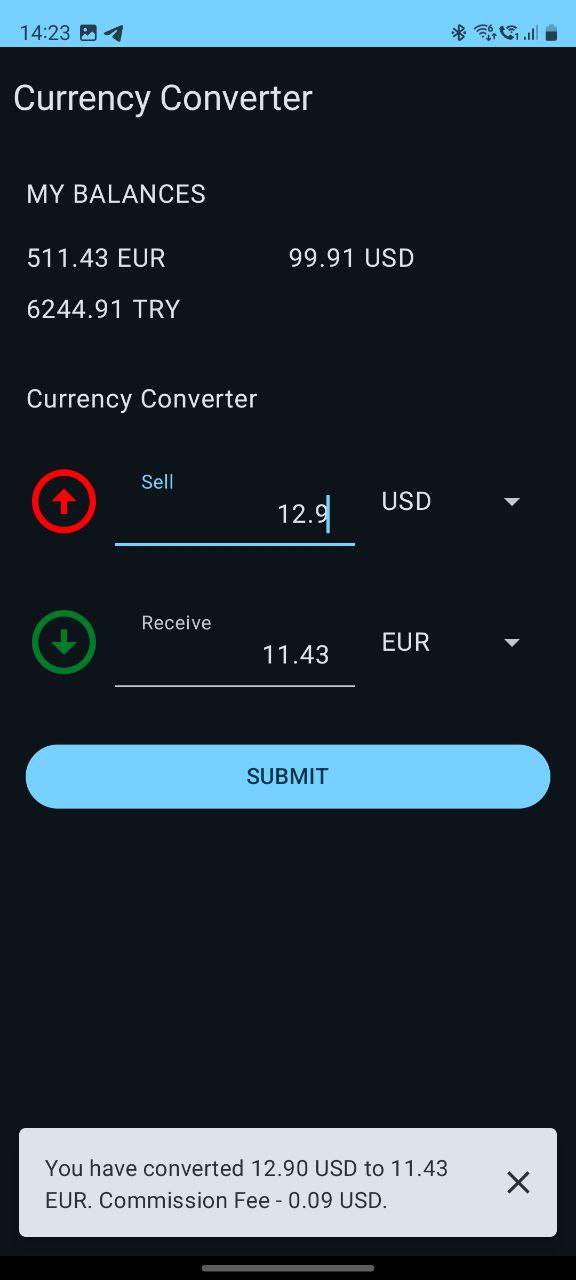 14:23
Currency Converter
MY BALANCES
511.43 EUR 99.91 USD
6244.91 TRY
Currency Converter
Sell
12.9 USD
Receive
11.43 EUR
SUBMIT
You have converted 12.90 USD to 11.43
EUR. Commission Fee - 0.09 USD.